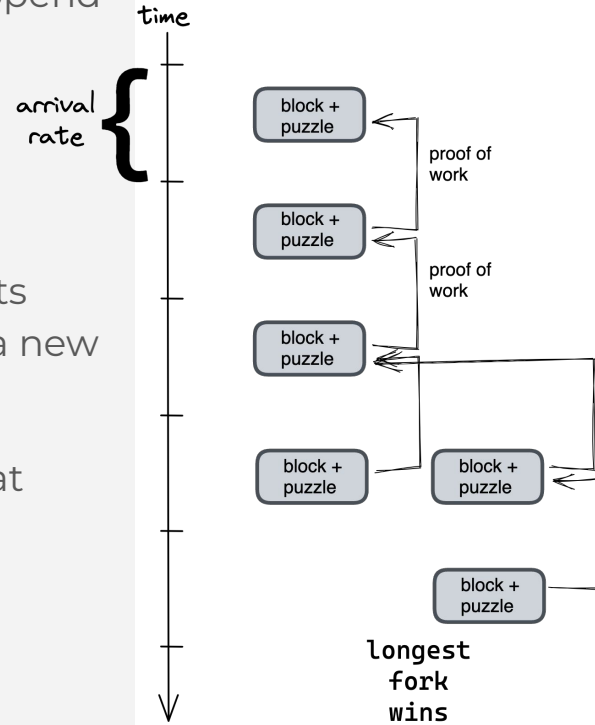 time
arrival
rate
ts
a new
at
block +
puzzle
proof of
work
block +
puzzle
proof of
work
block +
puzzle
block +
puzzle
block +
puzzle
block +
puzzle
longest
fork
wins